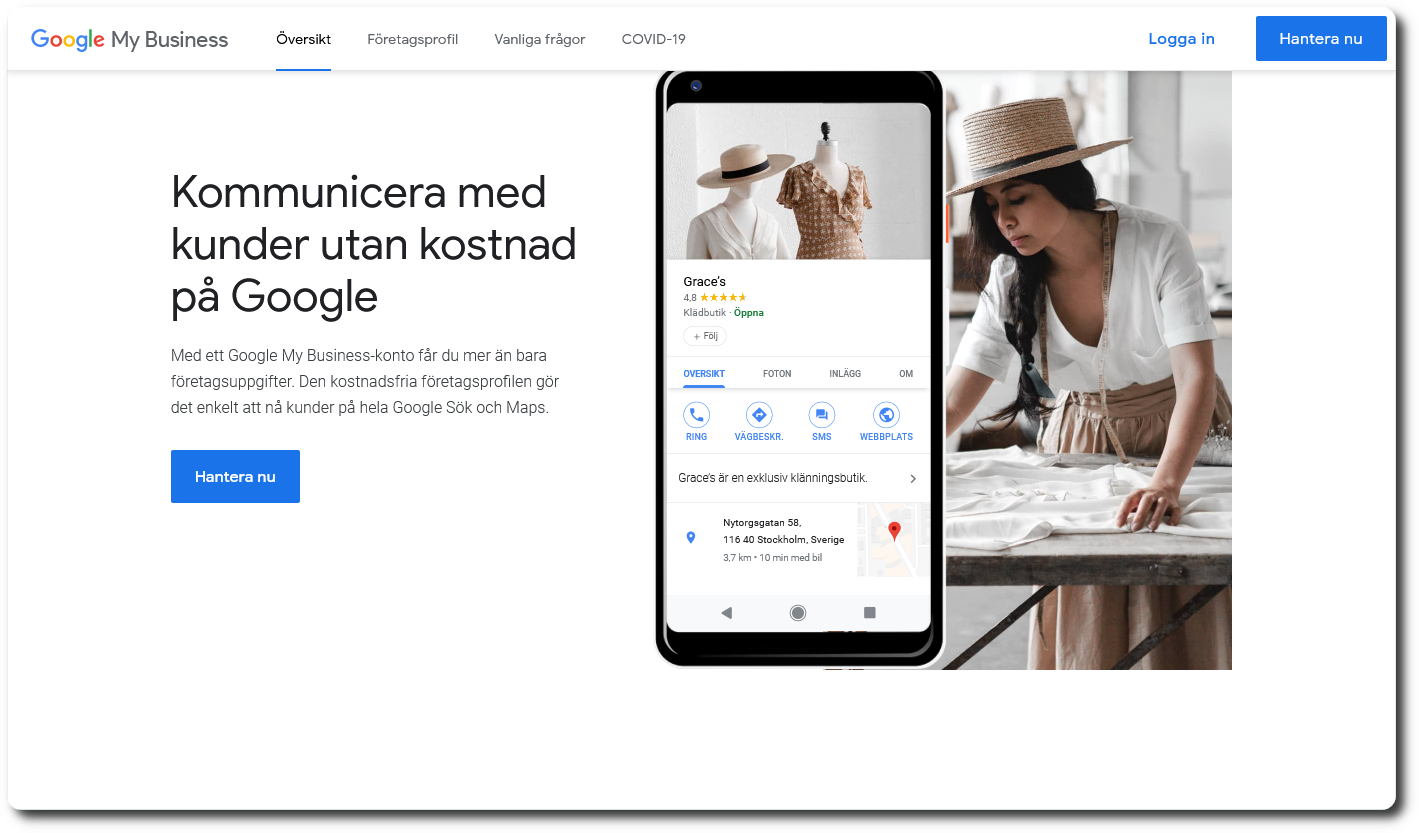 Google My Business
Översikt
Företagsprofil
Vanliga frågor
COVID-19
Logga in
Hantera nu
Kommunicera med
kunder utan kostnad
på Google
Med ett Google My Business-konto får du mer än bara
företagsuppgifter. Den kostnadsfria företagsprofilen gör
det enkelt att nå kunder på hela Google Sök och Maps.
Hantera nu
Grace's
4,8
Klädbutik · Öppna
+ Följ
OVERSIKT
FOTON
INLÄGG
OM
RING
VÄGBESKR.
SMS
WEBBPLATS
Grace's är en exklusiv klänningsbutik.
Nytorgsgatan 58,
116 40 Stockholm, Sverige
3,7 km • 10 min med bil